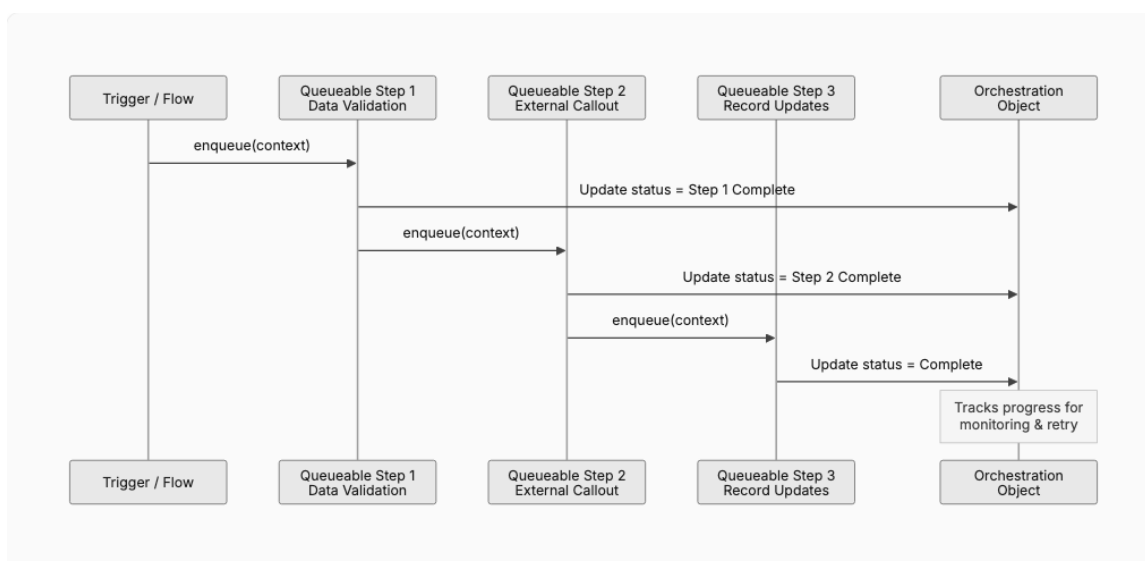 Trigger / Flow
Queueable Step 1
Data Validation
Queueable Step 2
External Callout
Queueable Step 3
Record Updates
Orchestration
Object
enqueue(context)
Update status = Step 1 Complete
enqueue(context)
Update status = Step 2 Complete
enqueue(context)
Update status = Complete
Tracks progress for
monitoring & retry
Trigger / Flow
Queueable Step 1
Data Validation
Queueable Step 2
External Callout
Queueable Step 3
Record Updates
Orchestration
Object